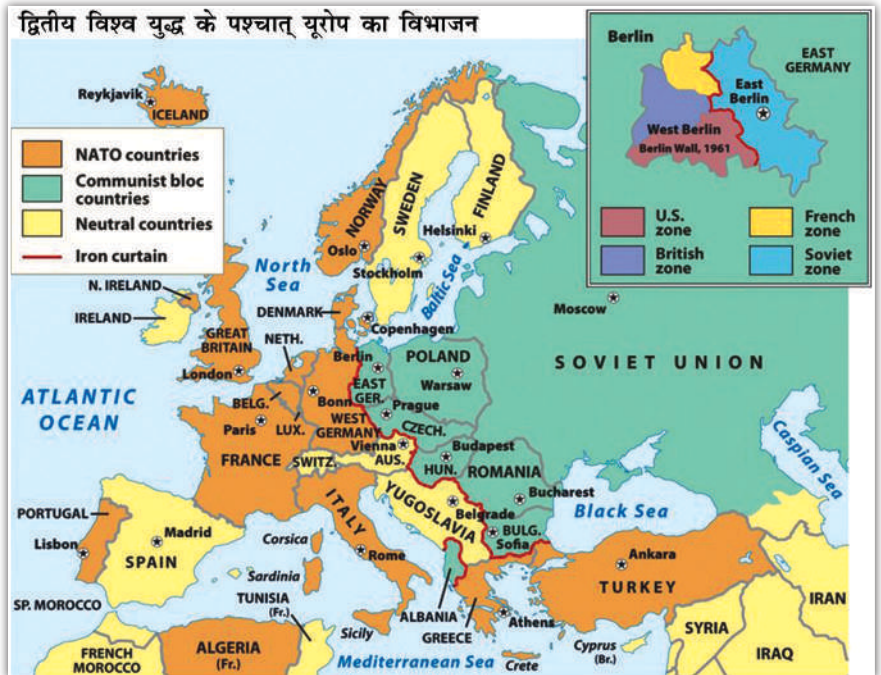 द्वितीय विश्व युद्ध के पश्चात् यूरोप का विभाजन
Reykjavik
ICELAND
NATO countries
Communist bloc
countries
Neutral countries
Iron curtain
Berlin
EAST
GERMANY
East
Berlin
West Berlin
Berlin Wall, 1961
U.S.
zone
French
zone
British
zone
Soviet
zone
NORWAY
SWEDEN
FINLAND
Helsinki
Oslo
Stockholm
North
Sea
Baltic Sea
N. IRELAND
IRELAND
DENMARK
Copenhagen
Moscow
GREAT
BRITAIN
NETH.
London
Berlin
POLAND
SOVIET UNION
EAST
GER.
Warsaw
ATLANTIC
OCEAN
BELG.
Bonn
Prague
Paris
LUX.
WEST
GERMANY
CZECH.
Vienna
Budapest
FRANCE
SWITZ.
AUS.
HUN.
ROMANIA
Caspian Sea
YUGOSLAVIA
Bucharest
Belgrade
Black Sea
PORTUGAL
ITALY
BULG.
Sofia
Madrid
Lisbon
SPAIN
Corsica
Rome
Ankara
TURKEY
Sardinia
SP. MOROCCO
TUNISIA
(Fr.)
ALBANIA
IRAN
Sicily
GREECE
Athens
SYRIA
FRENCH
MOROCCO
ALGERIA
(Fr.)
Mediterranean Sea
Crete
Cyprus
(Br.)
IRAQ